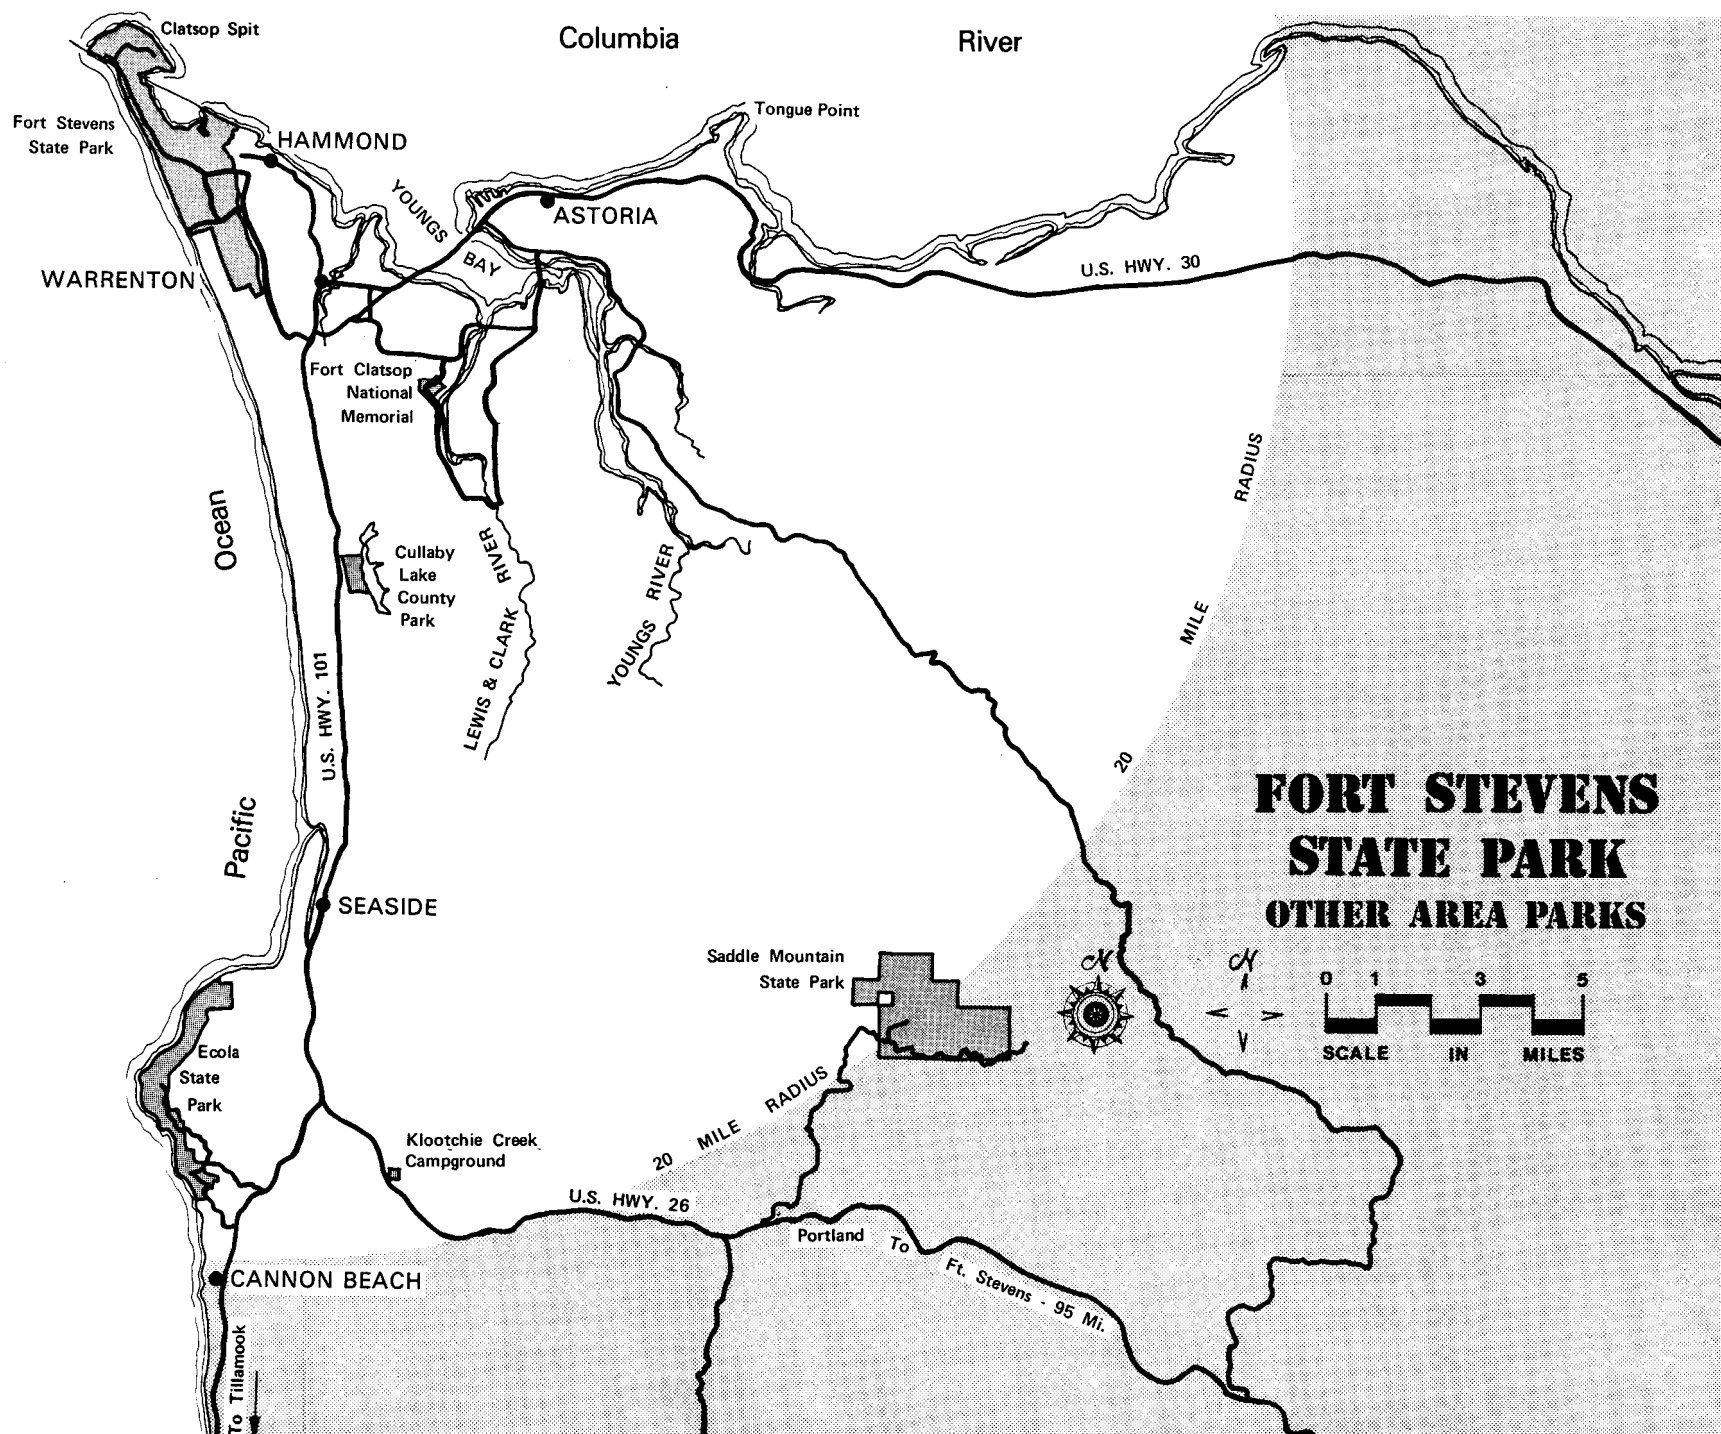 Clatsop Spit
Columbia River
Tongue Point
Fort Stevens
State Park
HAMMOND
YOUNGS
BAY
ASTORIA
WARRENTON
U.S. HWY. 30
Fort Clatsop
National
Memorial
RADIUS
MILE
20
Ocean
Pacific
Cullaby
Lake
County
Park
LEWIS & CLARK RIVER
YOUNGS RIVER
U.S. HWY. 101
FORT STEVENS
STATE PARK
OTHER AREA PARKS
SEASIDE
Saddle Mountain
State Park
N
N
0 1 3 5
SCALE IN MILES
Ecola
State
Park
20 MILE RADIUS
Klootchie Creek
Campground
U.S. HWY. 26
Portland To
Ft. Stevens - 95 Mi.
CANNON BEACH
To Tillamook